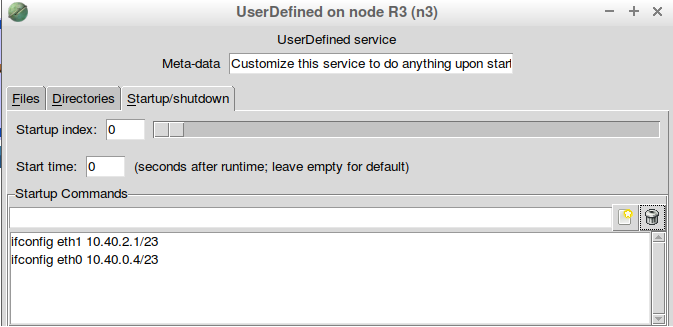 UserDefined on node R3 (n3)
UserDefined service
Meta-data Customize this service to do anything upon start
Files Directories Startup/shutdown
Startup index: 0
Start time: 0 (seconds after runtime; leave empty for default)
Startup Commands
ifconfig eth1 10.40.2.1/23
ifconfig eth0 10.40.0.4/23